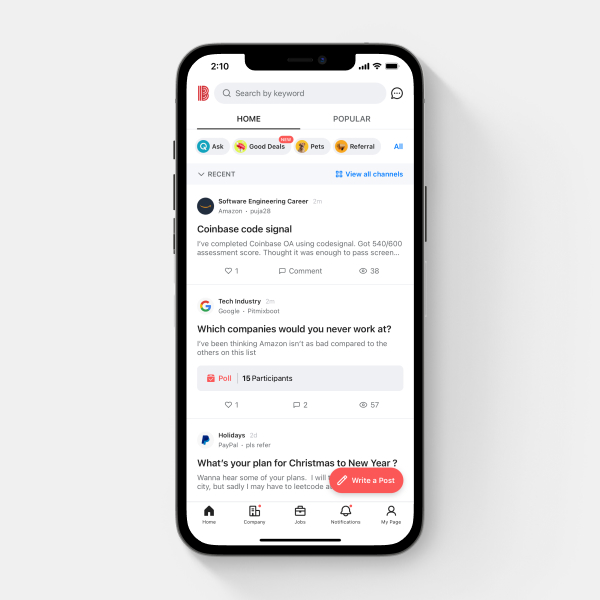 2:10
Search by keyword
HOME
POPULAR
Ask
Good Deals
NEW
Pets
Referral
All
RECENT
View all channels
Software Engineering Career 2m
Amazon • pujx28
Coinbase code signal
I've completed Coinbase OA using codesignal. Got 540/600
assessment score. Thought it was enough to pass screen...
1
Comment
38
Tech Industry 2m
Google • Pitmixboot
Which companies would you never work at?
I've been thinking Amazon isn't as bad compared to the
others on this list
Poll
15 Participants
1
2
57
Holidays 2d
PayPal • pls refer
What's your plan for Christmas to New Year ?
Wanna hear some of your plans. I will
city, but sadly I may have to leetcode
Write a Post
Home
Company
Jobs
Notifications
My Page